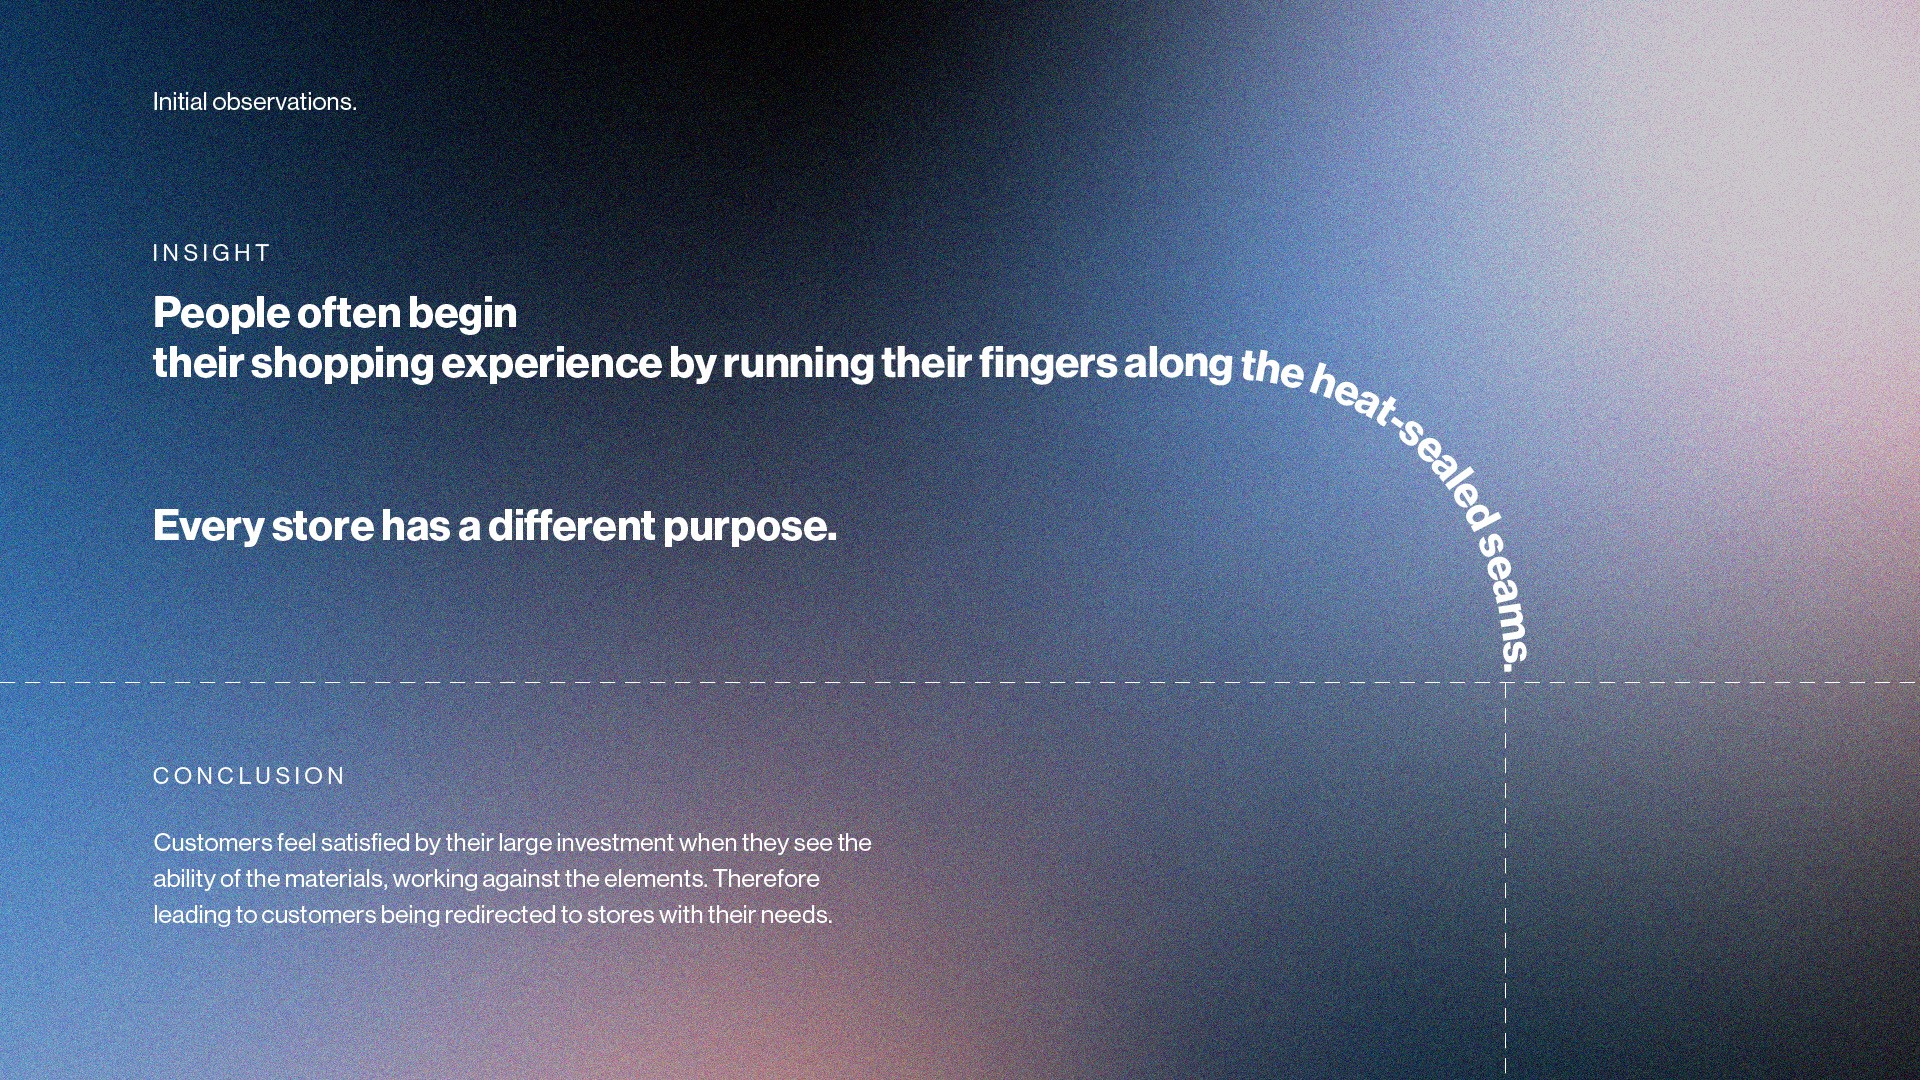 Initial observations.
INSIGHT
People often begin
their shopping experience by running their fingers along the heat-sealed seams.
Every store has a different purpose.
CONCLUSION
Customers feel satisfied by their large investment when they see the
ability of the materials, working against the elements. Therefore
leading to customers being redirected to stores with their needs.